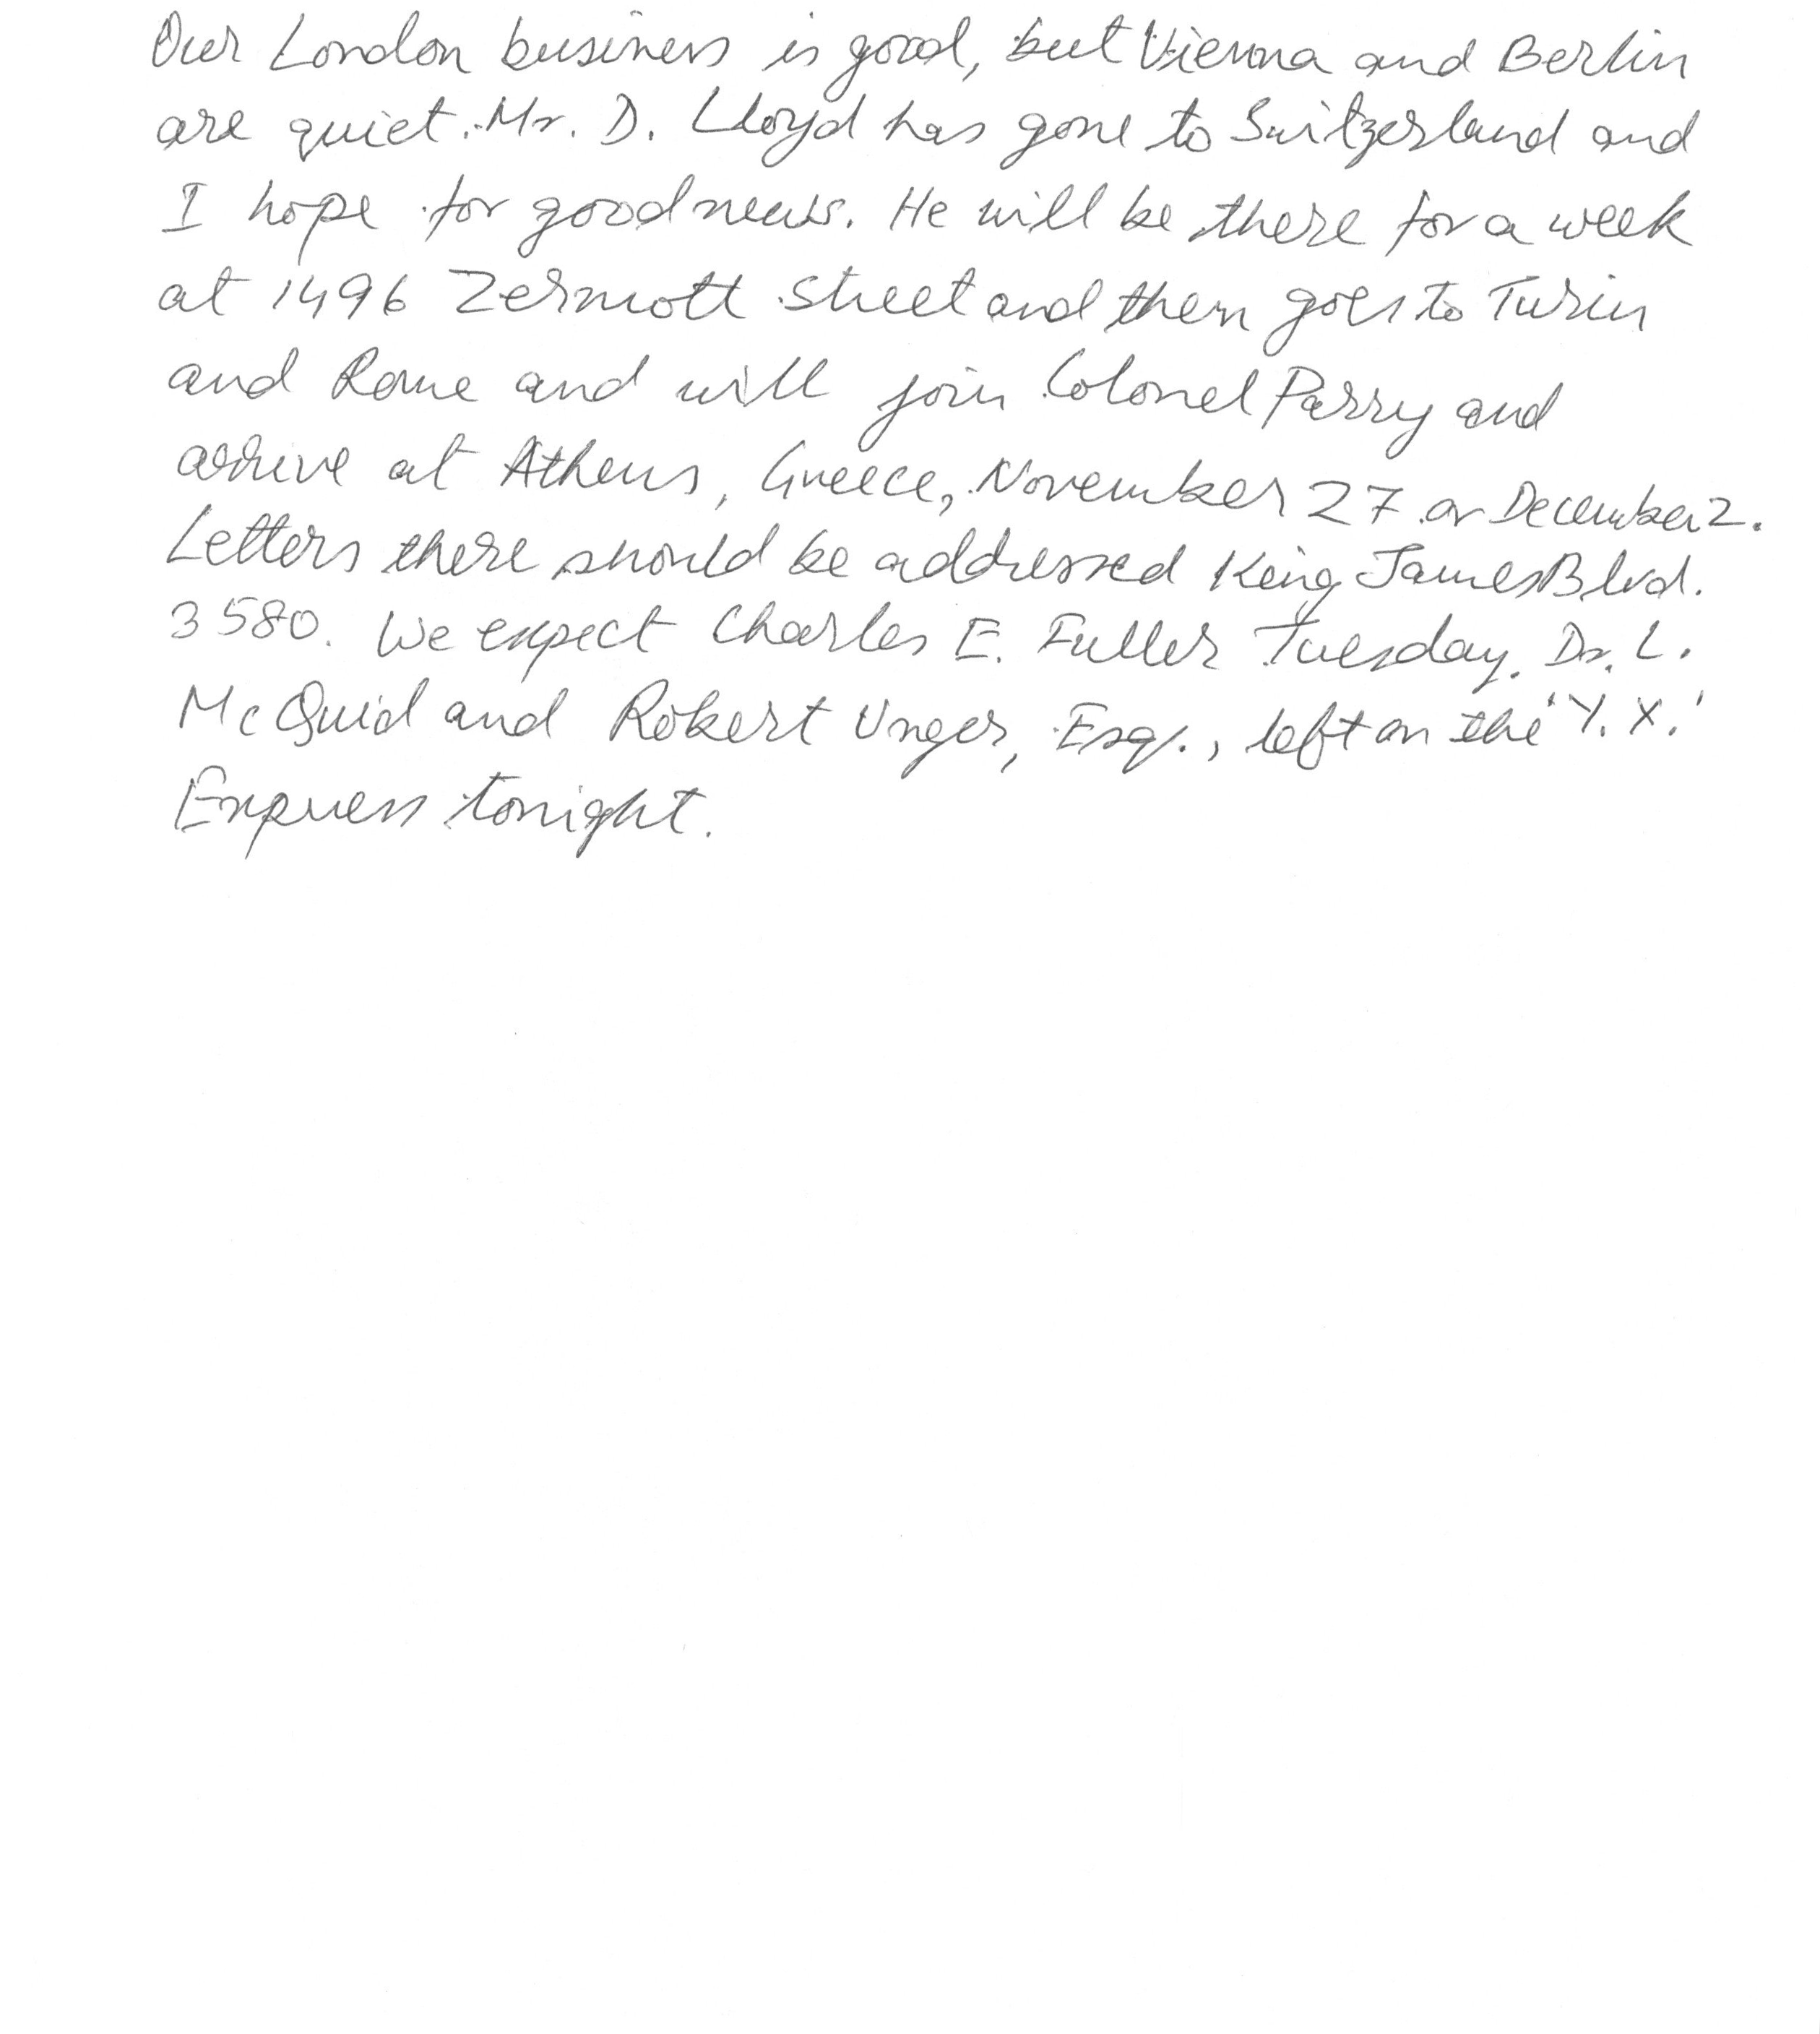 Our London business is good, but Vienna and Berlin
are quiet. Mr. D. Lloyd has gone to Switzerland and
I hope for good news. He will be there for a week
at 1496 Zermott street and then goes to Turin
and Rome and will join Colonel Parry and
arrive at Athens, Greece, November 27 or December 2.
Letters there should be addressed King James Blvd.
3580. We expect Charles E. Fuller Tuesday. Dr. L.
McQuid and Robert Unger, Esq., left on the 'Y. X.'
Express tonight.